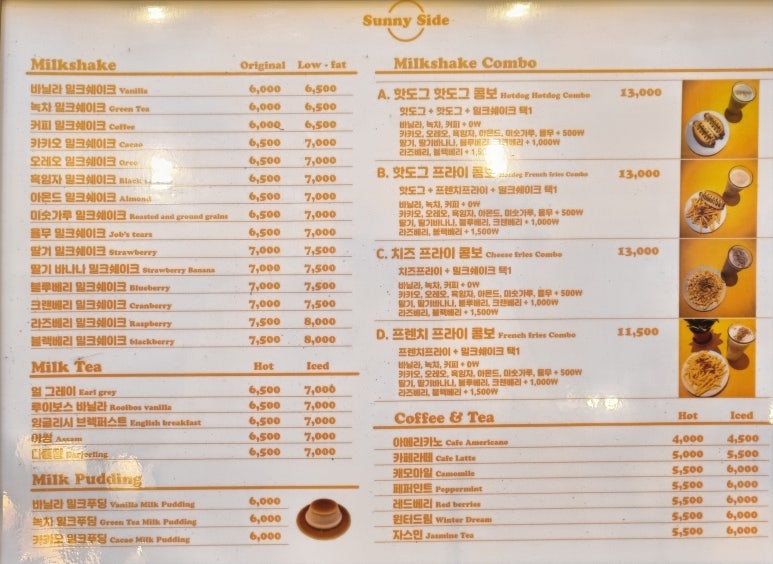 Sunny Side
Milkshake Original Low - fat
바닐라 밀크쉐이크 Vanilla 6,000 6,500
녹차 밀크쉐이크 Green Tea 6,000 6,500
커피 밀크쉐이크 Coffee 6,000 6,500
카카오 밀크쉐이크 Cacao 6,500 7,000
오레오 밀크쉐이크 Oreo 6,500 7,000
흑임자 밀크쉐이크 Black 6,500 7,000
아몬드 밀크쉐이크 Almond 6,500 7,000
미숫가루 밀크쉐이크 Roasted and ground grains 6,500 7,000
율무 밀크쉐이크 Job's tears 6,500 7,000
딸기 밀크쉐이크 Strawberry 7,000 7,500
딸기 바나나 밀크쉐이크 Strawberry Banana 7,000 7,500
블루베리 밀크쉐이크 Blueberry 7,000 7,500
크랜베리 밀크쉐이크 Cranberry 7,000 7,500
라즈베리 밀크쉐이크 Raspberry 7,500 8,000
블랙베리 밀크쉐이크 blackberry 7,500 8,000
Milk Tea Hot Iced
얼 그레이 Earl grey 6,500 7,000
루이보스 바닐라 Rooibos vanilla 6,500 7,000
잉글리시 브랙퍼스트 English breakfast 6,500 7,000
아쌈 Assam 6,500 7,000
다즐링 Darjeeling 6,500 7,000
Milk Pudding
바닐라 밀크푸딩 Vanilla Milk Pudding 6,000
녹차 밀크푸딩 Green Tea Milk Pudding 6,000
카카오 밀크푸딩 Cacao Milk Pudding 6,000
Milkshake Combo
A. 핫도그 핫도그 콤보 Hotdog Hotdog Combo 13,000
핫도그 + 핫도그 + 밀크쉐이크 택1
바닐라, 녹차, 커피 + 0W
카카오, 오레오, 흑임자, 아몬드, 미숫가루, 율무 + 500W
딸기, 딸기바나나, 블루베리, 크랜베리 + 1,000W
라즈베리, 블랙베리 + 1,500W
B. 핫도그 프라이 콤보 Hotdog French fries Combo 13,000
핫도그 + 프렌치프라이 + 밀크쉐이크 택1
바닐라, 녹차, 커피 + 0W
카카오, 오레오, 흑임자, 아몬드, 미숫가루, 율무 + 500W
딸기, 딸기바나나, 블루베리, 크랜베리 + 1,000W
라즈베리, 블랙베리 + 1,500W
C. 치즈 프라이 콤보 Cheese fries Combo 13,000
치즈프라이 + 밀크쉐이크 택1
바닐라, 녹차, 커피 + 0W
카카오, 오레오, 흑임자, 아몬드, 미숫가루, 율무 + 500W
딸기, 딸기바나나, 블루베리, 크랜베리 + 1,000W
라즈베리, 블랙베리 + 1,500W
D. 프렌치 프라이 콤보 French fries Combo 11,500
프렌치프라이 + 밀크쉐이크 택1
바닐라, 녹차, 커피 + 0W
카카오, 오레오, 흑임자, 아몬드, 미숫가루, 율무 + 500W
딸기, 딸기바나나, 블루베리, 크랜베리 + 1,000W
라즈베리, 블랙베리 + 1,500W
Coffee & Tea Hot Iced
아메리카노 Cafe Americano 4,000 4,500
카페라떼 Cafe Latte 5,000 5,500
캐모마일 Camomile 5,500 6,000
페퍼민트 Peppermint 5,500 6,000
레드베리 Red berries 5,500 6,000
윈터드림 Winter Dream 5,500 6,000
자스민 Jasmine Tea 5,500 6,000